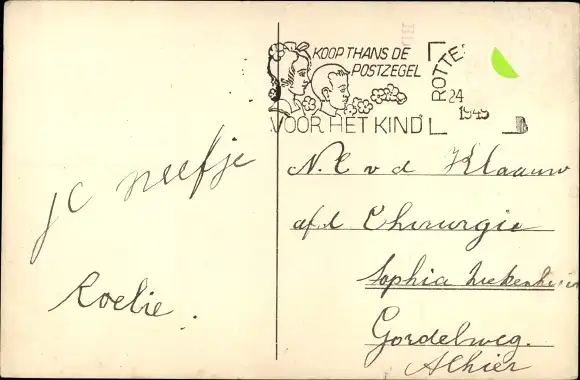 KOOP THANS DE
POSTZEGEL
VOOR HET KIND
ROTTE
24
1945
je neefje
Roelie.
N. C v d Klaauw
afd Chirurgie
Sophia Ziekenhuis
Gordelweg.
Alhier